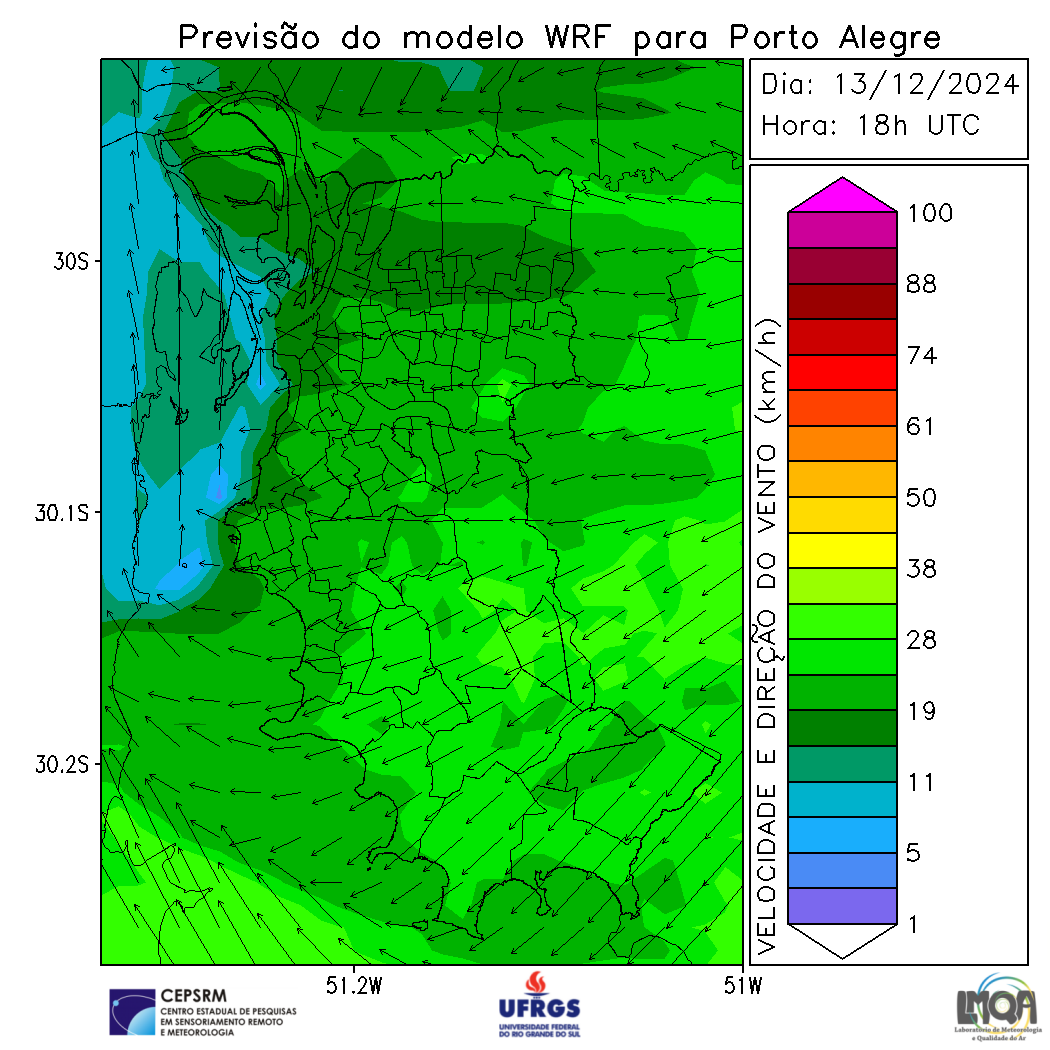 Previsão do modelo WRF para Porto Alegre
Dia: 13/12/2024
Hora: 18h UTC
30S
30.1S
30.2S
51.2W
51W
VELOCIDADE E DIREÇÃO DO VENTO (km/h)
100
88
74
61
50
38
28
19
11
5
1
CEPSRM
CENTRO ESTADUAL DE PESQUISAS
EM SENSORIAMENTO REMOTO
E METEOROLOGIA
UFRGS
UNIVERSIDADE FEDERAL
DO RIO GRANDE DO SUL
LMQA
Laboratório de Meteorologia
e Qualidade do Ar